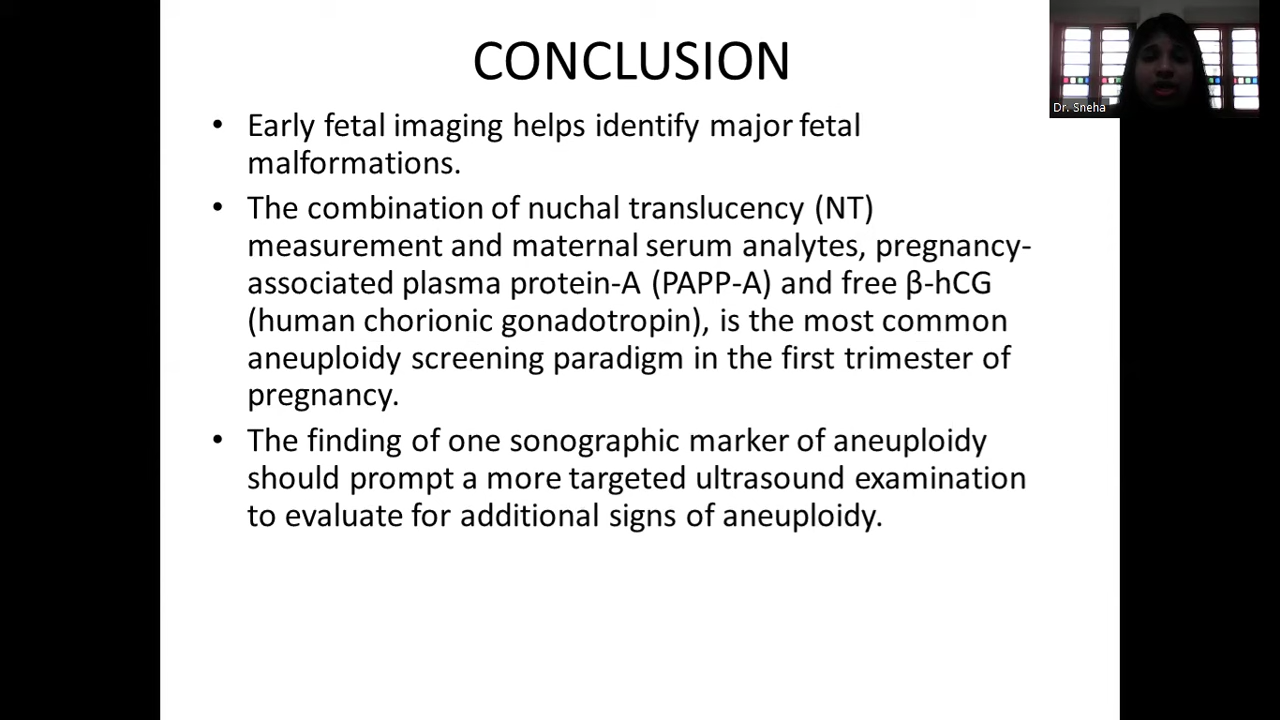 CONCLUSION
• Early fetal imaging helps identify major fetal
malformations.
• The combination of nuchal translucency (NT)
measurement and maternal serum analytes, pregnancy-
associated plasma protein-A (PAPP-A) and free β-hCG
(human chorionic gonadotropin), is the most common
aneuploidy screening paradigm in the first trimester of
pregnancy.
• The finding of one sonographic marker of aneuploidy
should prompt a more targeted ultrasound examination
to evaluate for additional signs of aneuploidy.
Dr. Sneha